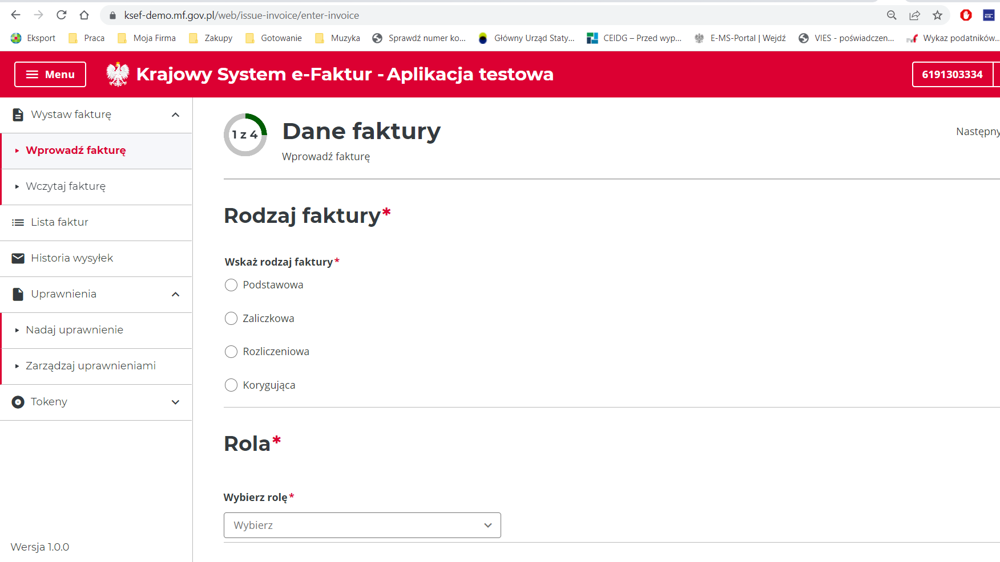 ksef-demo.mf.gov.pl/web/issue-invoice/enter-invoice
KIR.
Eksport Praca Moja Firma Zakupy Gotowanie Muzyka Sprawdź numer ko... Główny Urząd Staty... CEIDG – Przed wyp... E-MS-Portal | Wejdź VIES - poświadczen... Wykaz podatników...
Menu
Krajowy System e-Faktur - Aplikacja testowa
6191303334
Wystaw fakturę
Wprowadź fakturę
Wczytaj fakturę
Lista faktur
Historia wysyłek
Uprawnienia
Nadaj uprawnienie
Zarządzaj uprawnieniami
Tokeny
Wersja 1.0.0
1 z 4
Dane faktury
Wprowadź fakturę
Następny
Rodzaj faktury*
Wskaż rodzaj faktury*
Podstawowa
Zaliczkowa
Rozliczeniowa
Korygująca
Rola*
Wybierz rolę*
Wybierz